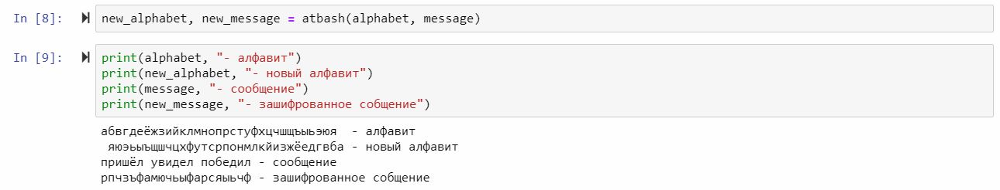 In [8]: new_alphabet, new_message = atbash(alphabet, message)
In [9]: print(alphabet, "- алфавит")
print(new_alphabet, "- новый алфавит")
print(message, "- сообщение")
print(new_message, "- зашифрованное собщение")
абвгдеёжзийклмнопрстуфхцчшщъыьэюя  - алфавит
 яюэьыъщшчцхфутсрпонмлкйизжёедгвба - новый алфавит
пришёл увидел победил - сообщение
рпчзъфамючьыфарсяыьчф - зашифрованное собщение